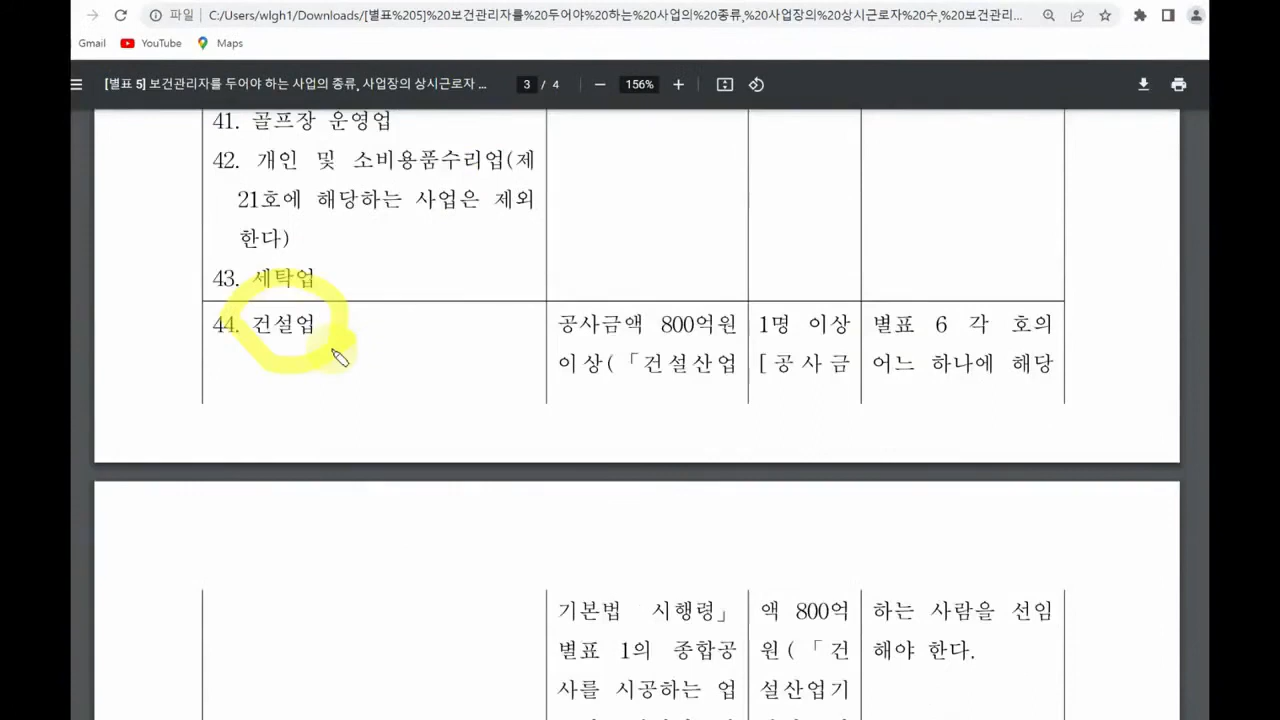 파일 C:/Users/wlgh1/Downloads/[별표%205]%20보건관리자를%20두어야%20하는%20사업의%20종류,%20사업장의%20상시근로자%20수,%20보건관리...
Gmail YouTube Maps
[별표 5] 보건관리자를 두어야 하는 사업의 종류, 사업장의 상시근로자 ... 3 / 4 156%
41. 골프장 운영업
42. 개인 및 소비용품수리업(제
21호에 해당하는 사업은 제외
한다)
43. 세탁업
44. 건설업
공사금액 800억원
이상(「건설산업
1명 이상
[공사금
별표 6 각 호의
어느 하나에 해당
기본법 시행령」
별표 1의 종합공
사를 시공하는 업
액 800억
원(「건
설산업기
하는 사람을 선임
해야 한다.